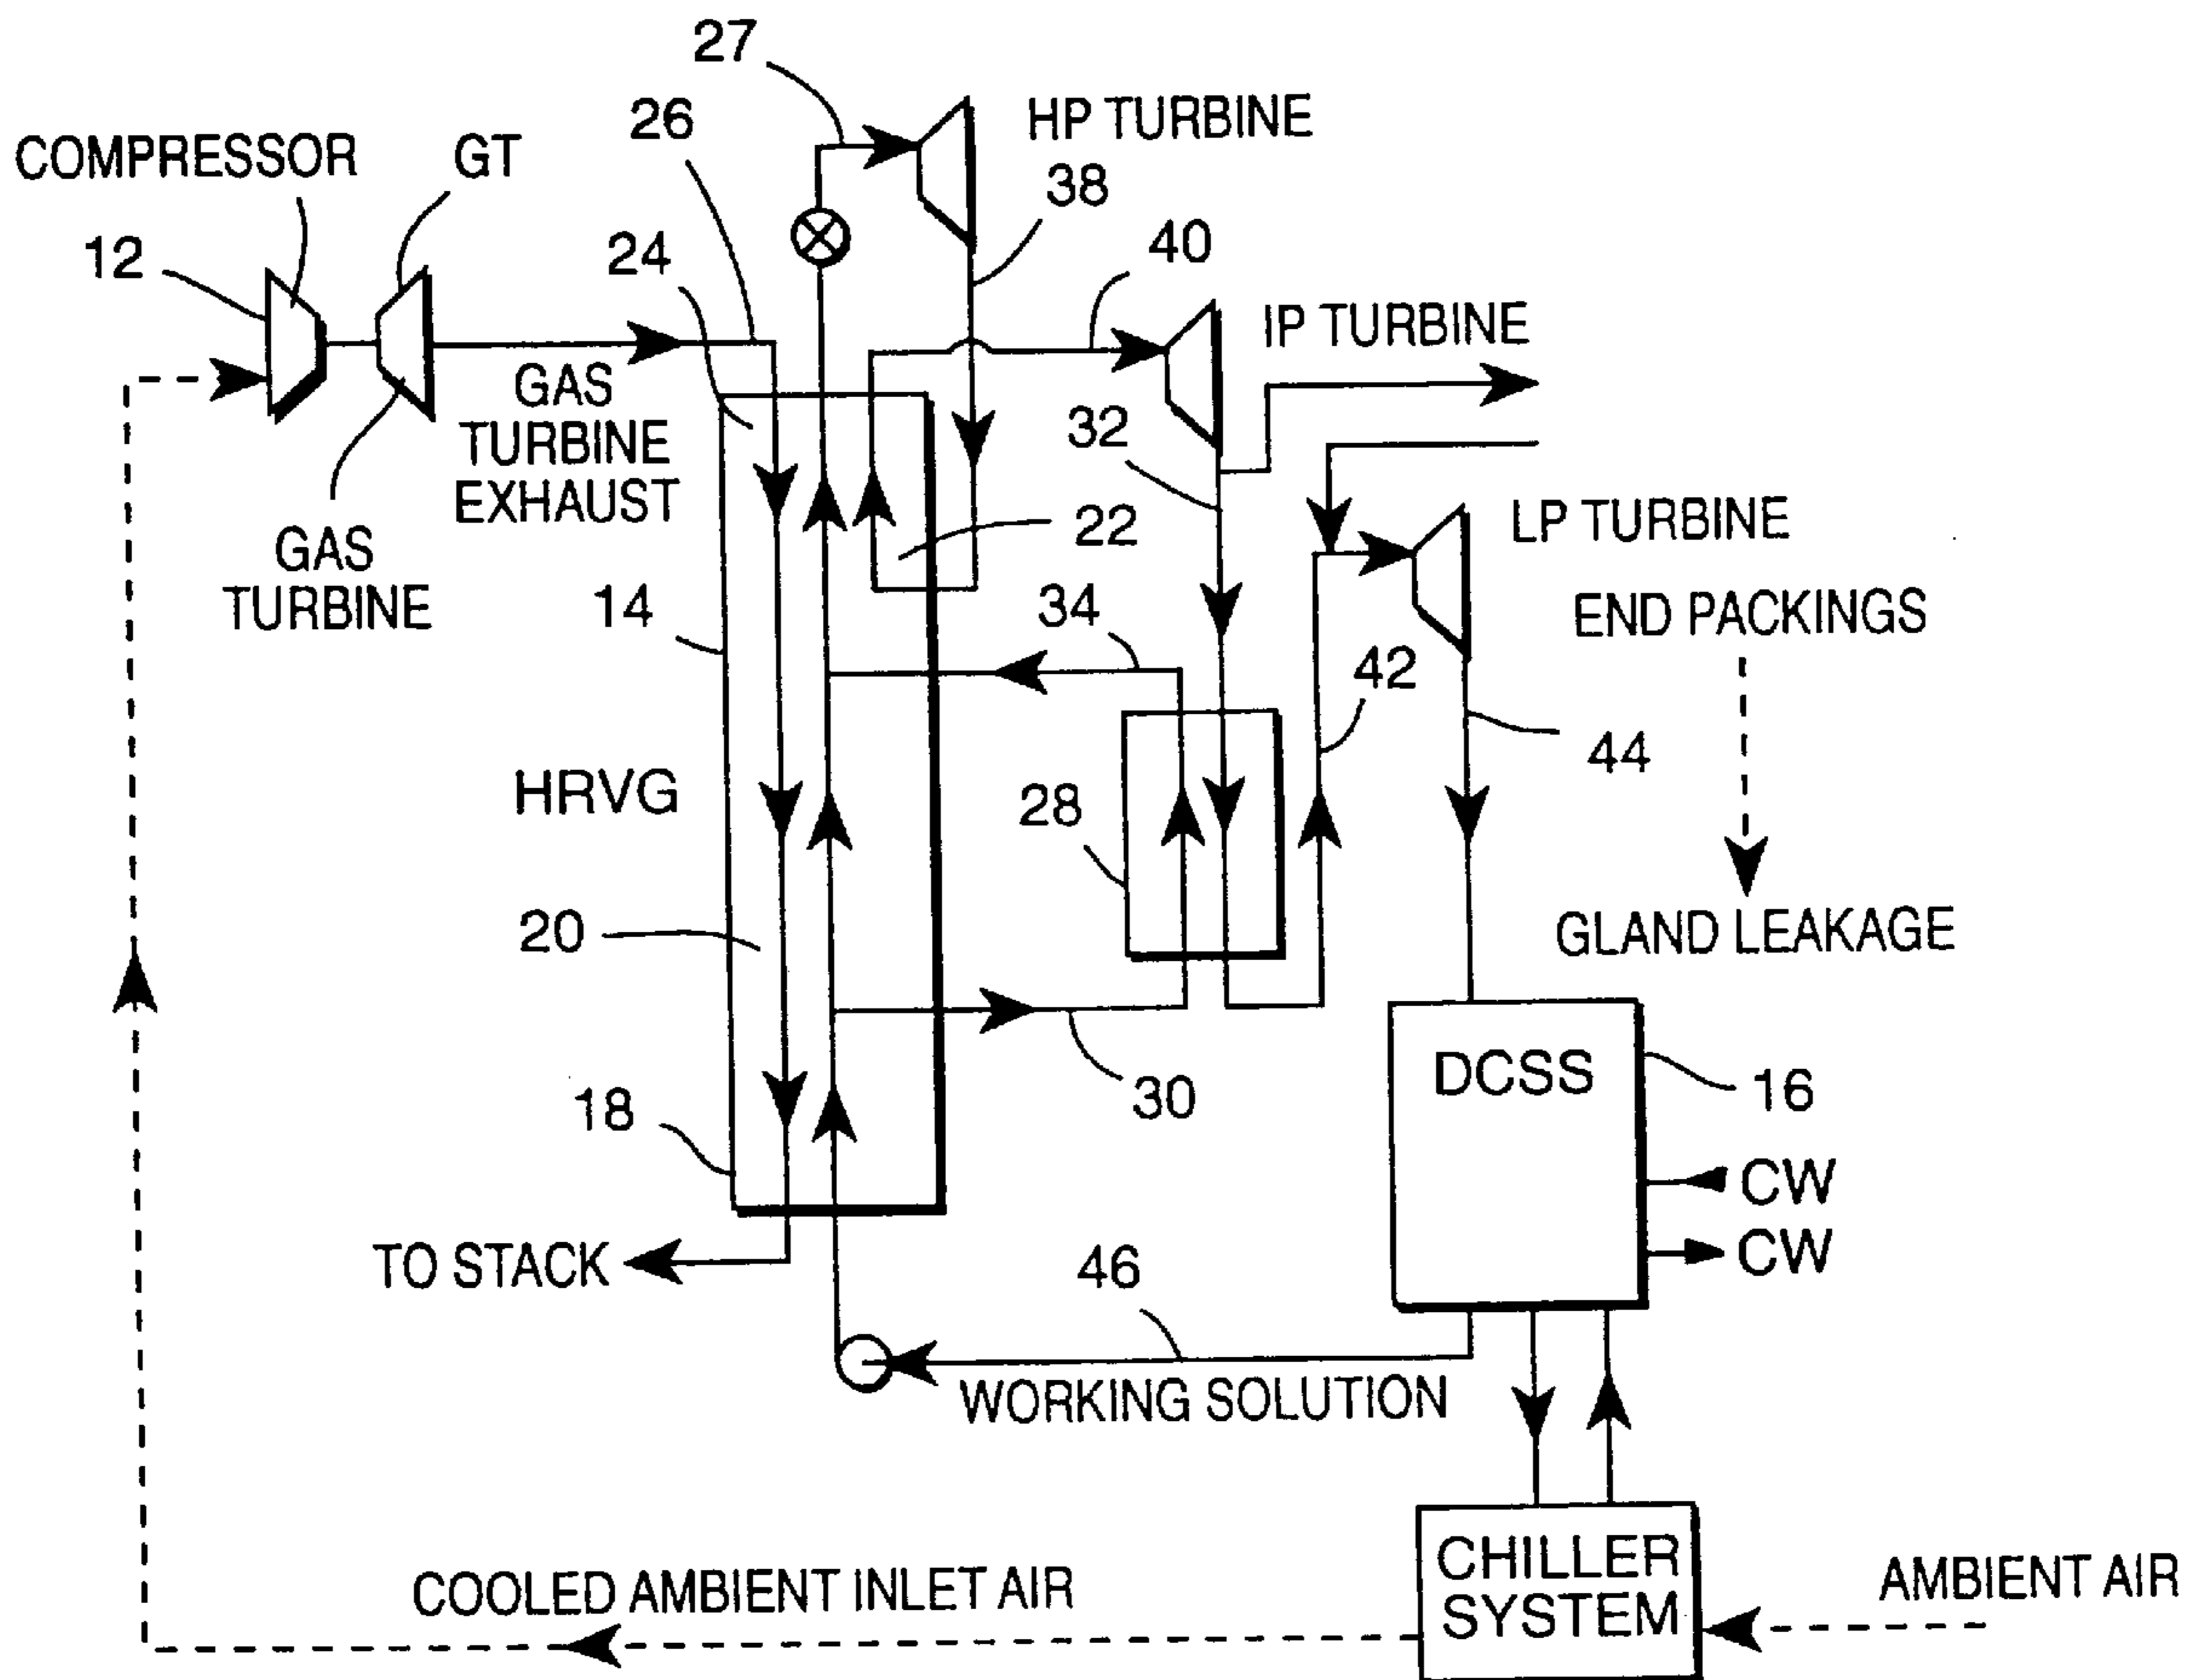 27
26
HP TURBINE
COMPRESSOR
GT
38
12
24
40
IP TURBINE
GAS
TURBINE
EXHAUST
32
GAS
TURBINE
22
LP TURBINE
14
34
END PACKINGS
42
44
HRVG
28
20
GLAND LEAKAGE
DCSS
18
30
16
CW
CW
TO STACK
46
WORKING SOLUTION
CHILLER
SYSTEM
AMBIENT AIR
COOLED AMBIENT INLET AIR